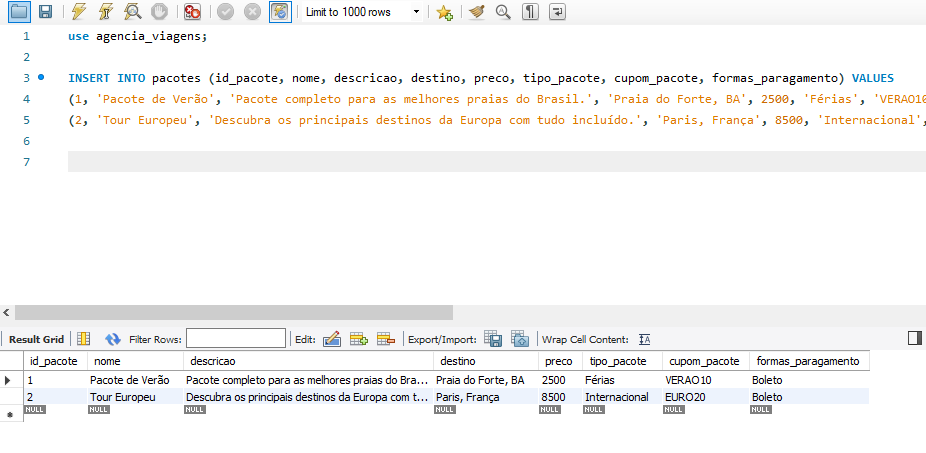 Limit to 1000 rows
1 use agencia_viagens;
2
3 INSERT INTO pacotes (id_pacote, nome, descricao, destino, preco, tipo_pacote, cupom_pacote, formas_paragamento) VALUES
4 (1, 'Pacote de Verão', 'Pacote completo para as melhores praias do Brasil.', 'Praia do Forte, BA', 2500, 'Férias', 'VERAO10
5 (2, 'Tour Europeu', 'Descubra os principais destinos da Europa com tudo incluído.', 'Paris, França', 8500, 'Internacional',
6
7
Result Grid Filter Rows: Edit: Export/Import: Wrap Cell Content: IA
id_pacote nome descricao destino preco tipo_pacote cupom_pacote formas_paragamento
1 Pacote de Verão Pacote completo para as melhores praias do Bra... Praia do Forte, BA 2500 Férias VERAO10 Boleto
2 Tour Europeu Descubra os principais destinos da Europa com t... Paris, França 8500 Internacional EURO20 Boleto
NULL NULL NULL NULL NULL NULL NULL NULL